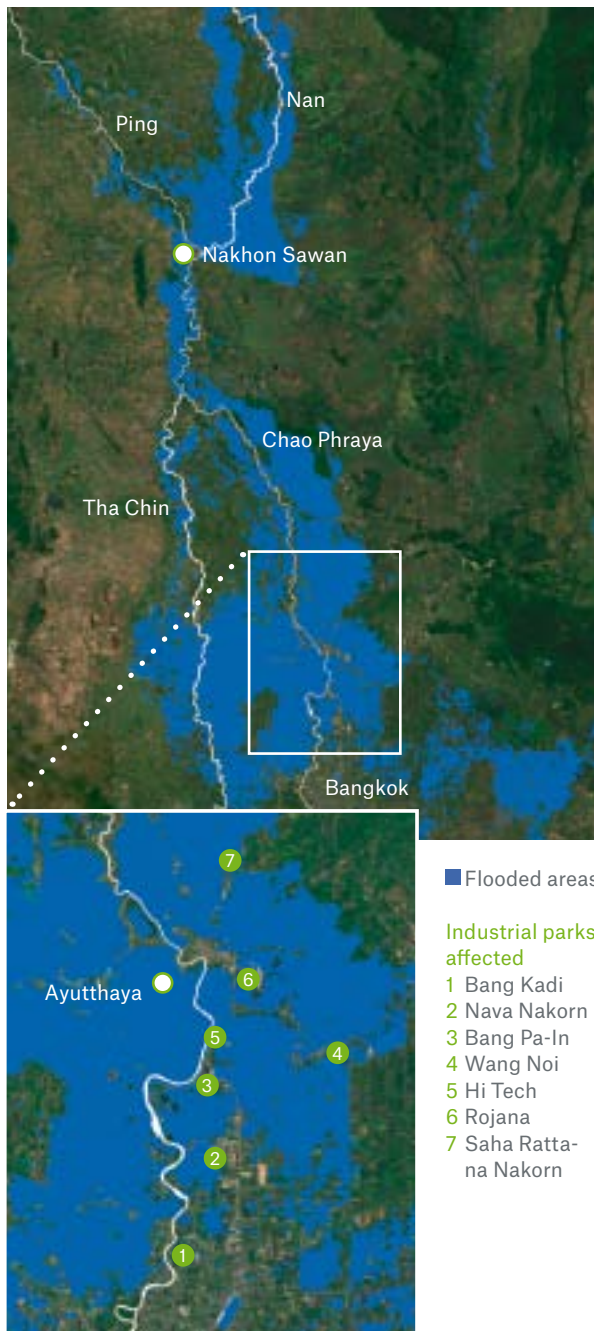 Nan
Ping
Nakhon Sawan
Chao Phraya
Tha Chin
Bangkok
7
Ayutthaya
6
5
4
3
2
1
Flooded areas
Industrial parks
affected
1 Bang Kadi
2 Nava Nakorn
3 Bang Pa-In
4 Wang Noi
5 Hi Tech
6 Rojana
7 Saha Ratta-
na Nakorn